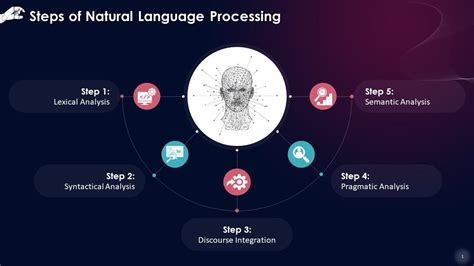 Steps of Natural Language Processing
Step 1:
Lexical Analysis
Step 2:
Syntactical Analysis
Step 3:
Discourse Integration
Step 4:
Pragmatic Analysis
Step 5:
Semantic Analysis
1